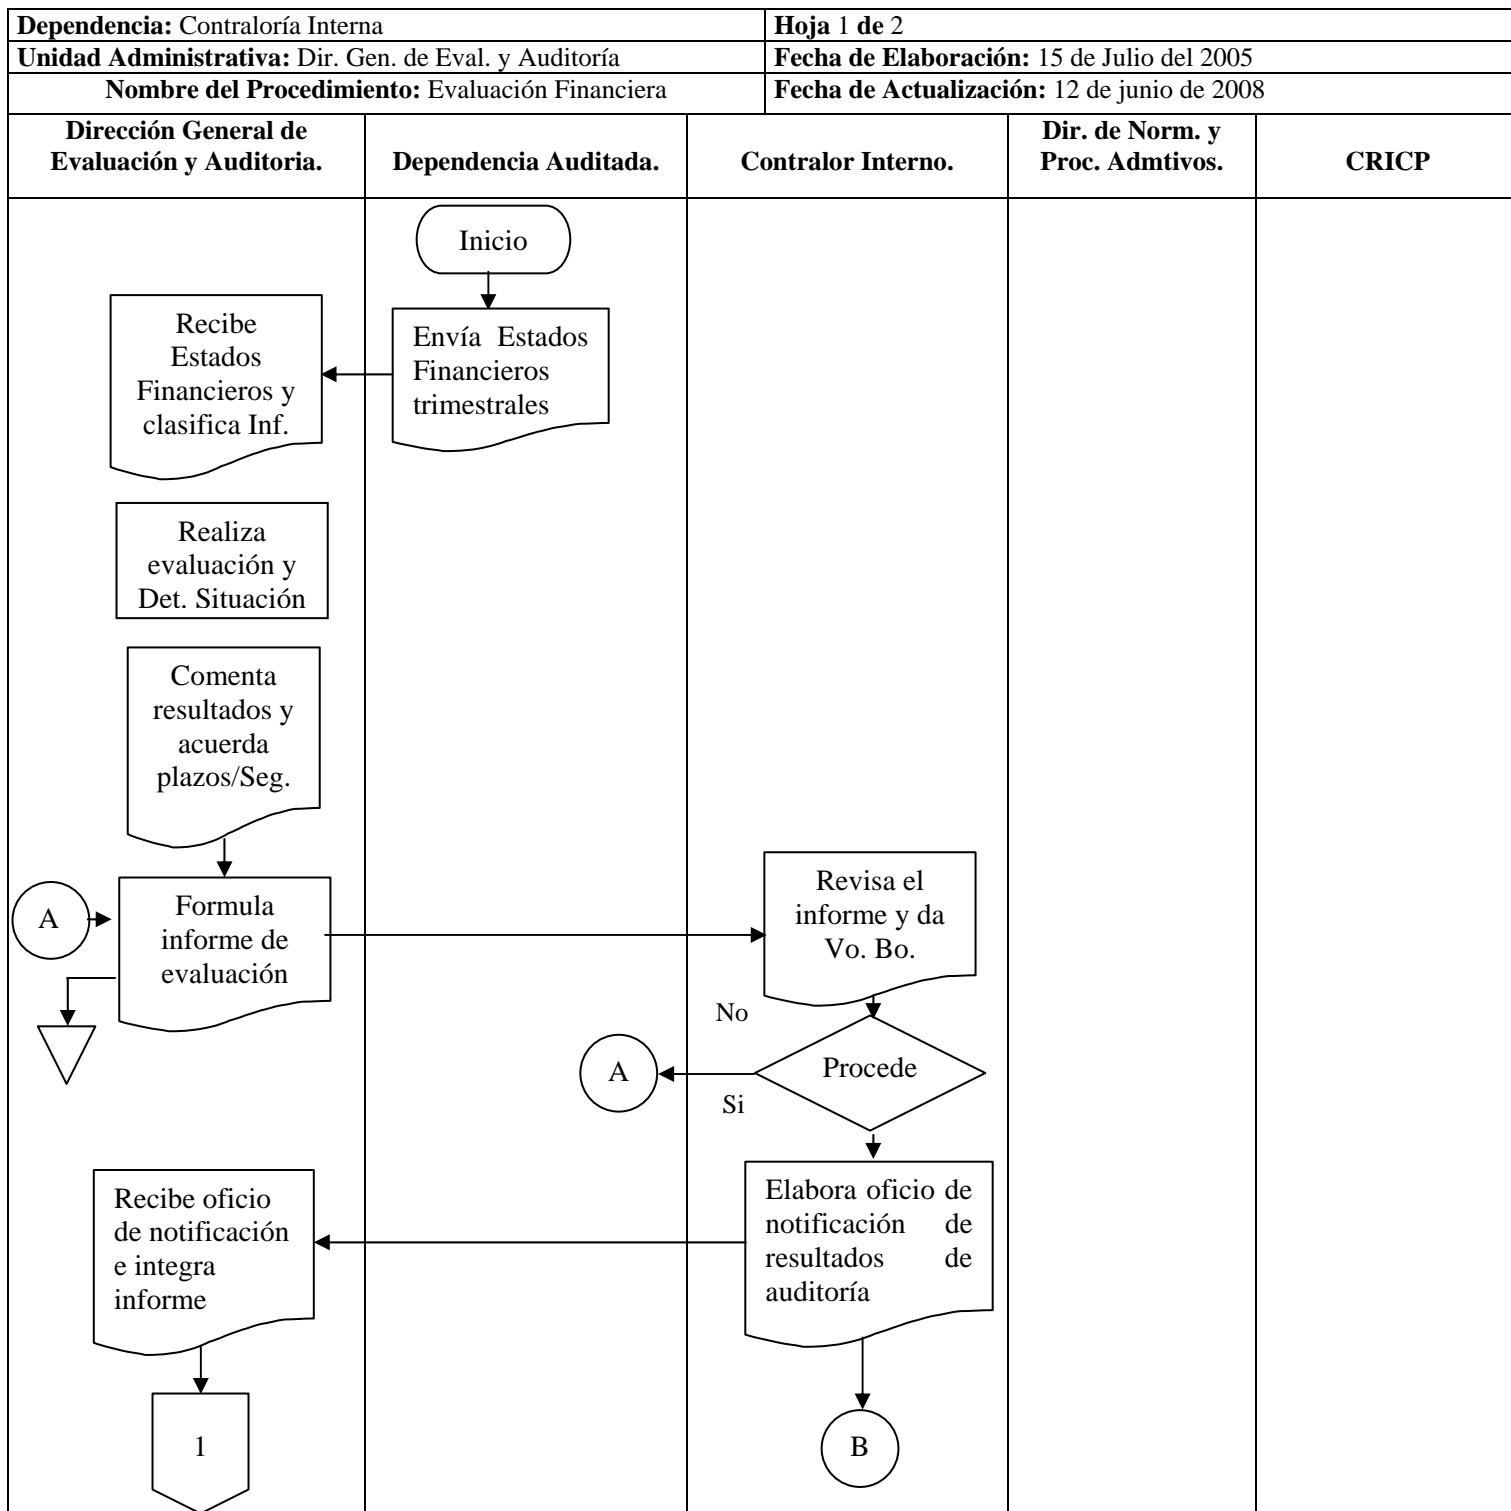 Dependencia: Contraloría Interna
Hoja 1 de 2
Unidad Administrativa: Dir. Gen. de Eval. y Auditoría
Fecha de Elaboración: 15 de Julio del 2005
Nombre del Procedimiento: Evaluación Financiera
Fecha de Actualización: 12 de junio de 2008
Dirección General de
Evaluación y Auditoria.
Dependencia Auditada.
Contralor Interno.
Dir. de Norm. y
Proc. Admtivos.
CRICP
Inicio
Envía Estados
Financieros
trimestrales
Recibe
Estados
Financieros y
clasifica Inf.
Realiza
evaluación y
Det. Situación
Comenta
resultados y
acuerda
plazos/Seg.
A
Formula
informe de
evaluación
Revisa el
informe y da
Vo. Bo.
No
Procede
A
Si
Elabora oficio de
notificación de
resultados de
auditoría
Recibe oficio
de notificación
e integra
informe
1
B